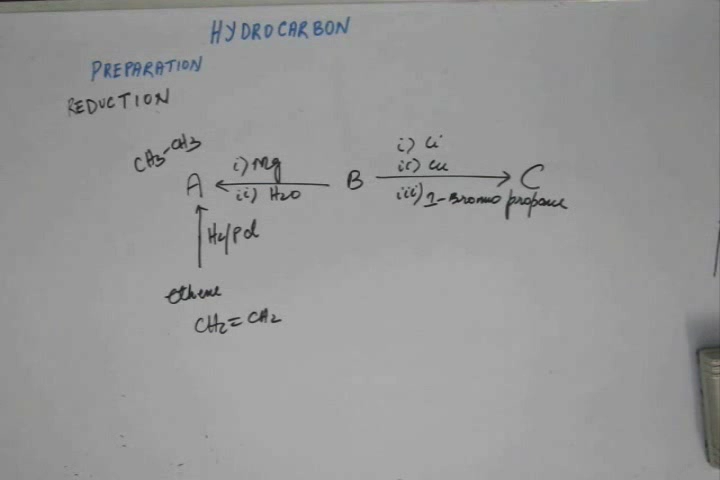 HYDROCARBON
PREPARATION
REDUCTION
CH3-CH3
A
i) Mg
ii) H2O
B
i) Li
ii) Cu
iii) 1-Bromo propane
C
H2/Pd
ethene
CH2=CH2